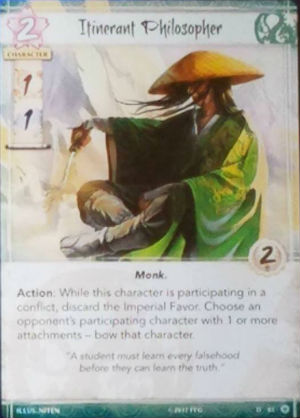 2
Itinerant Philosopher
CHARACTER
1
1
2
Monk.
Action: While this character is participating in a
conflict, discard the Imperial Favor. Choose an
opponent's participating character with 1 or more
attachments – bow that character.
"A student must learn every falsehood
before they can learn the truth."
ILLUS. NITEN
©2017 FFG